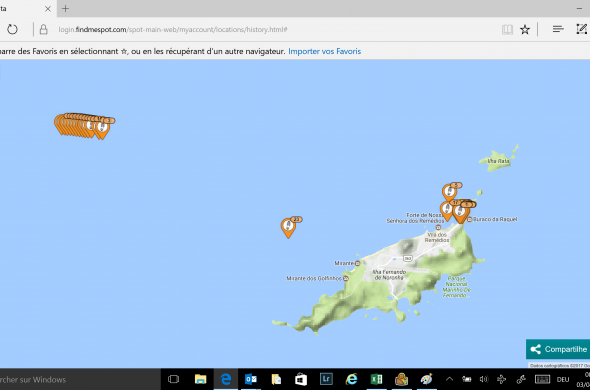 ta
login.findmespot.com/spot-main-web/myaccount/locations/history.html#
arre des Favoris en sélectionnant ☆, ou en les récupérant d'un autre navigateur. Importer vos Favoris
Ilha Rata
Forte de Nossa
Senhora dos Remédios
Buraco da Raquel
Vila dos
Remédios
Mirante
363
Mirante dos Golfinhos
Ilha Fernando
de Noronha
Parque
Nacional
Marinho De
Fernando...
Compartilhe
Dados cartográficos ©2017
rcher sur Windows
DEU
03/0